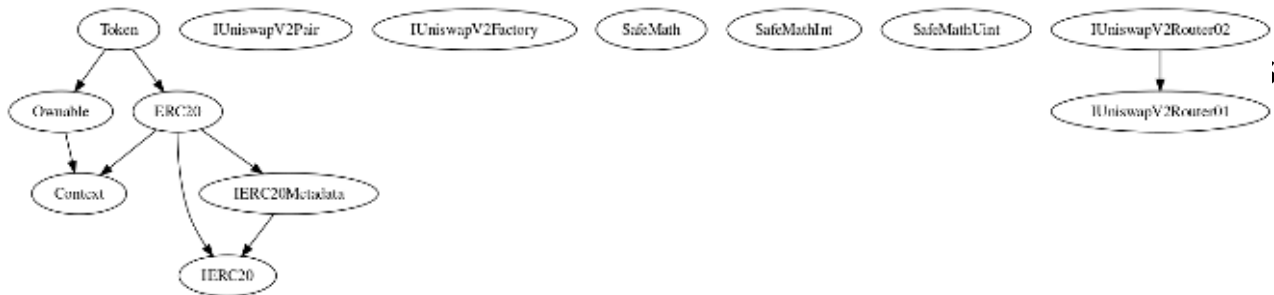 Token IUniswapV2Pair IUniswapV2Factory SafeMath SafeMathInt SafeMathUint IUniswapV2Router02
Ownable ERC20 IUniswapV2Router01
Context IERC20Metadata
IERC20